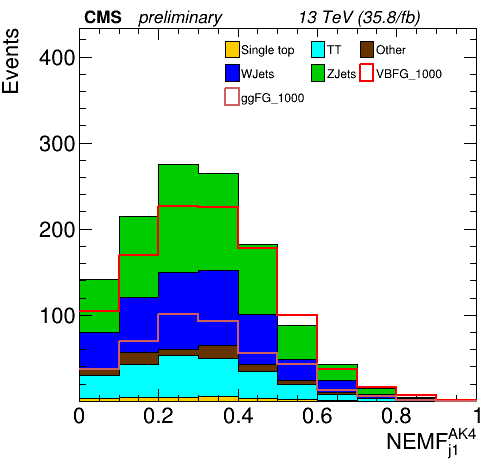 CMS preliminary 13 TeV (35.8/fb)
Events
Single top TT Other
WJets ZJets VBFG_1000
ggFG_1000
400
300
200
100
0 0.2 0.4 0.6 0.8 1
NEMF_{j1}^{AK4}